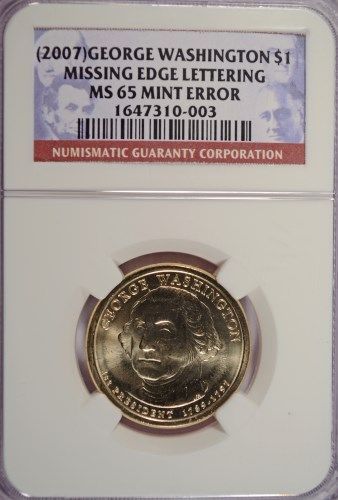 (2007)GEORGE WASHINGTON $1
MISSING EDGE LETTERING
MS 65 MINT ERROR
1647310-003
NUMISMATIC GUARANTY CORPORATION
GEORGE WASHINGTON
1st PRESIDENT 1789-1797